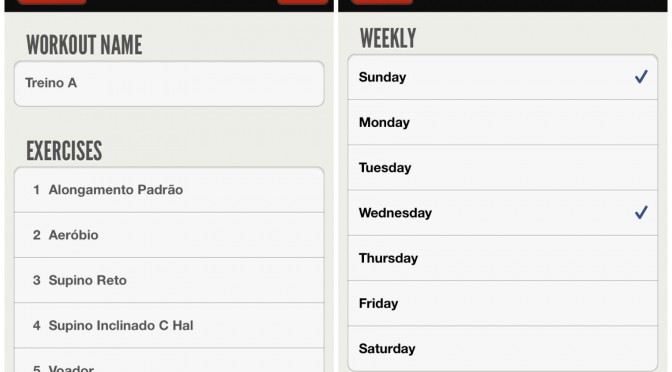 WORKOUT NAME
Treino A
EXERCISES
1 Alongamento Padrão
2 Aeróbio
3 Supino Reto
4 Supino Inclinado C Hal
5 Voador
WEEKLY
Sunday
Monday
Tuesday
Wednesday
Thursday
Friday
Saturday